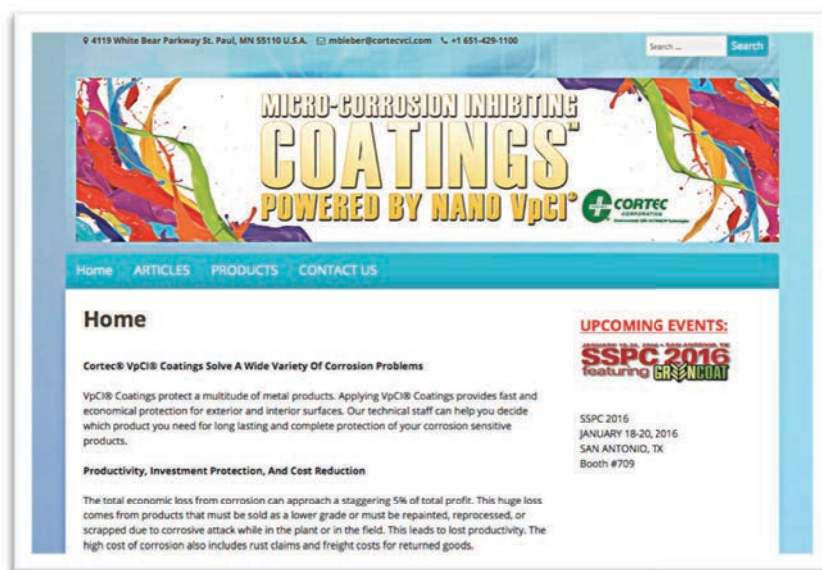 4119 White Bear Parkway St. Paul, MN 55110 U.S.A. mbieber@cortecvci.com +1 651-429-1100
Search ...
Search
MICRO-CORROSION INHIBITING
COATINGS™
POWERED BY NANO VpCI®
CORTEC
CORPORATION
Home ARTICLES PRODUCTS CONTACT US
Home
Cortec® VpCI® Coatings Solve A Wide Variety Of Corrosion Problems
VpCI® Coatings protect a multitude of metal products. Applying VpCI® Coatings provides fast and
economical protection for exterior and interior surfaces. Our technical staff can help you decide
which product you need for long lasting and complete protection of your corrosion sensitive
products.
Productivity, Investment Protection, And Cost Reduction
The total economic loss from corrosion can approach a staggering 5% of total profit. This huge loss
comes from products that must be sold as a lower grade or must be repainted, reprocessed, or
scrapped due to corrosive attack while in the plant or in the field. This leads to lost productivity. The
high cost of corrosion also includes rust claims and freight costs for returned goods.
UPCOMING EVENTS:
JANUARY 18-20, 2016 • SAN ANTONIO, TX
SSPC 2016
featuring GREENCOAT
SSPC 2016
JANUARY 18-20, 2016
SAN ANTONIO, TX
Booth #709